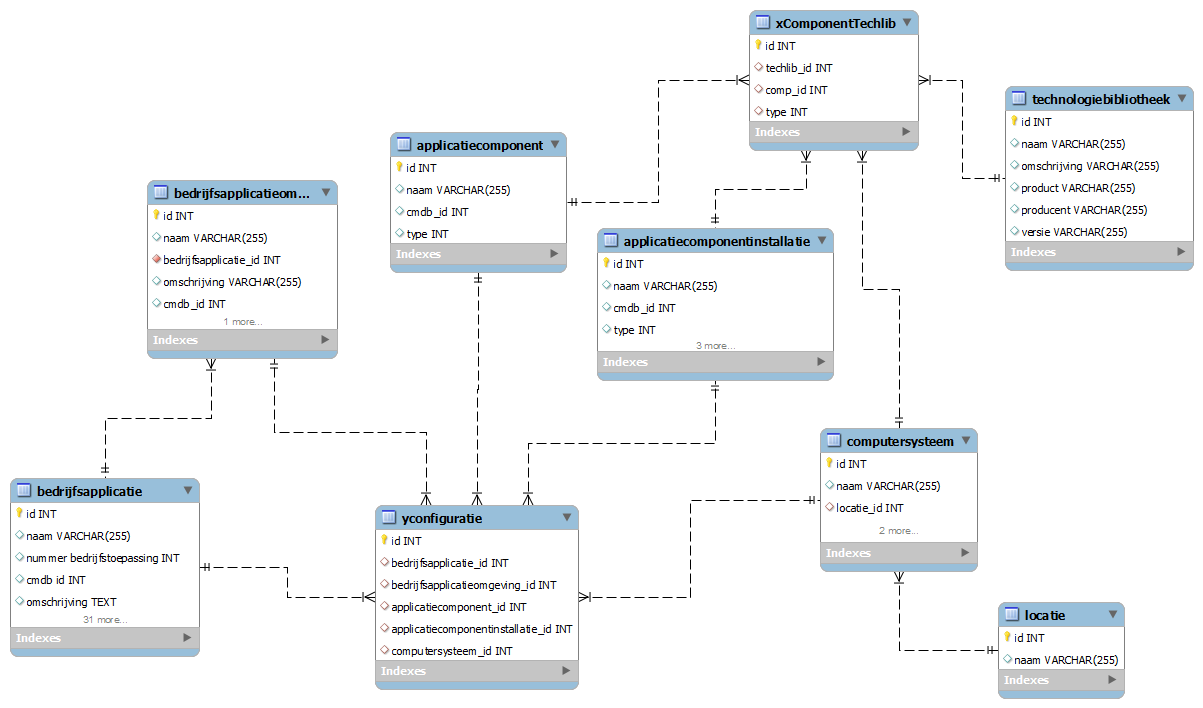 xComponentTechlib
id INT
techlib_id INT
comp_id INT
type INT
Indexes
technologiebibliotheek
id INT
naam VARCHAR(255)
omschrijving VARCHAR(255)
product VARCHAR(255)
producent VARCHAR(255)
versie VARCHAR(255)
Indexes
applicatiecomponent
id INT
naam VARCHAR(255)
cmdb_id INT
type INT
Indexes
bedrijfsapplicatieom...
id INT
naam VARCHAR(255)
bedrijfsapplicatie_id INT
omschrijving VARCHAR(255)
cmdb_id INT
1 more...
Indexes
applicatiecomponentinstallatie
id INT
naam VARCHAR(255)
cmdb_id INT
type INT
3 more...
Indexes
computersysteem
id INT
naam VARCHAR(255)
locatie_id INT
2 more...
Indexes
bedrijfsapplicatie
id INT
naam VARCHAR(255)
nummer bedrijfstoepassing INT
cmdb id INT
omschrijving TEXT
31 more...
Indexes
yconfiguratie
id INT
bedrijfsapplicatie_id INT
bedrijfsapplicatieomgeving_id INT
applicatiecomponent_id INT
applicatiecomponentinstallatie_id INT
computersysteem_id INT
Indexes
locatie
id INT
naam VARCHAR(255)
Indexes